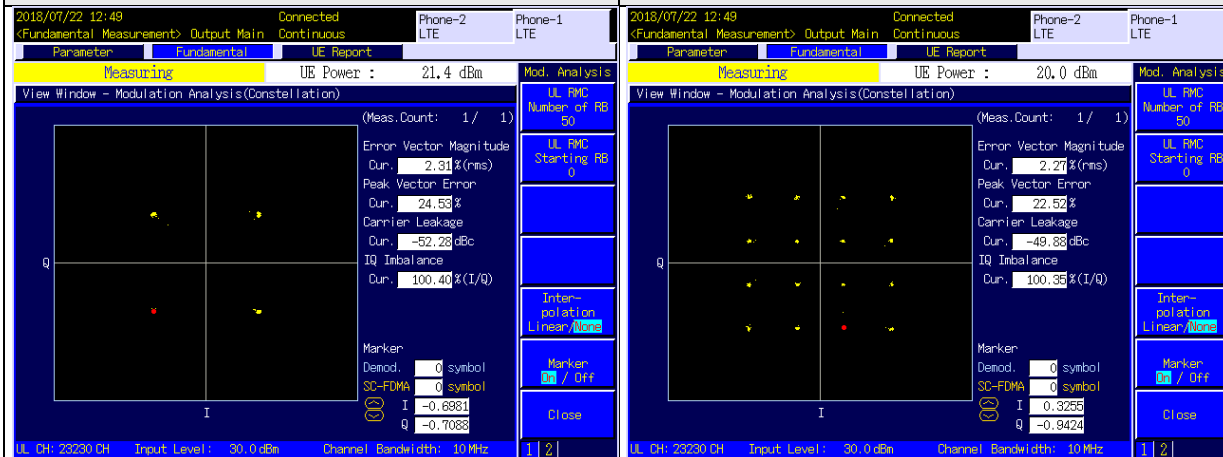 2018/07/22 12:49 Connected Phone-2 Phone-1
<Fundamental Measurement> Output Main Continuous LTE LTE
Parameter Fundamental UE Report
Measuring UE Power : 21.4 dBm Mod. Analysis
View Window - Modulation Analysis(Constellation)
UL RMC
Number of RB
50
(Meas.Count: 1/ 1)
Error Vector Magnitude
Cur. 2.31 %(rms)
UL RMC
Starting RB
0
Peak Vector Error
Cur. 24.53 %
Carrier Leakage
Cur. -52.28 dBc
IQ Imbalance
Cur. 100.40 %(I/Q)
Q
Inter-
polation
Linear/None
Marker
Demod. 0 symbol
SC-FDMA 0 symbol
I -0.6981
Q -0.7088
Marker
On / Off
Close
I
UL CH: 23230 CH Input Level: 30.0 dBm Channel Bandwidth: 10 MHz 1 2
2018/07/22 12:49 Connected Phone-2 Phone-1
<Fundamental Measurement> Output Main Continuous LTE LTE
Parameter Fundamental UE Report
Measuring UE Power : 20.0 dBm Mod. Analysis
View Window - Modulation Analysis(Constellation)
UL RMC
Number of RB
50
(Meas.Count: 1/ 1)
Error Vector Magnitude
Cur. 2.27 %(rms)
UL RMC
Starting RB
0
Peak Vector Error
Cur. 22.52 %
Carrier Leakage
Cur. -49.88 dBc
IQ Imbalance
Cur. 100.35 %(I/Q)
Q
Inter-
polation
Linear/None
Marker
Demod. 0 symbol
SC-FDMA 0 symbol
I 0.3255
Q -0.9424
Marker
On / Off
Close
I
UL CH: 23230 CH Input Level: 30.0 dBm Channel Bandwidth: 10 MHz 1 2